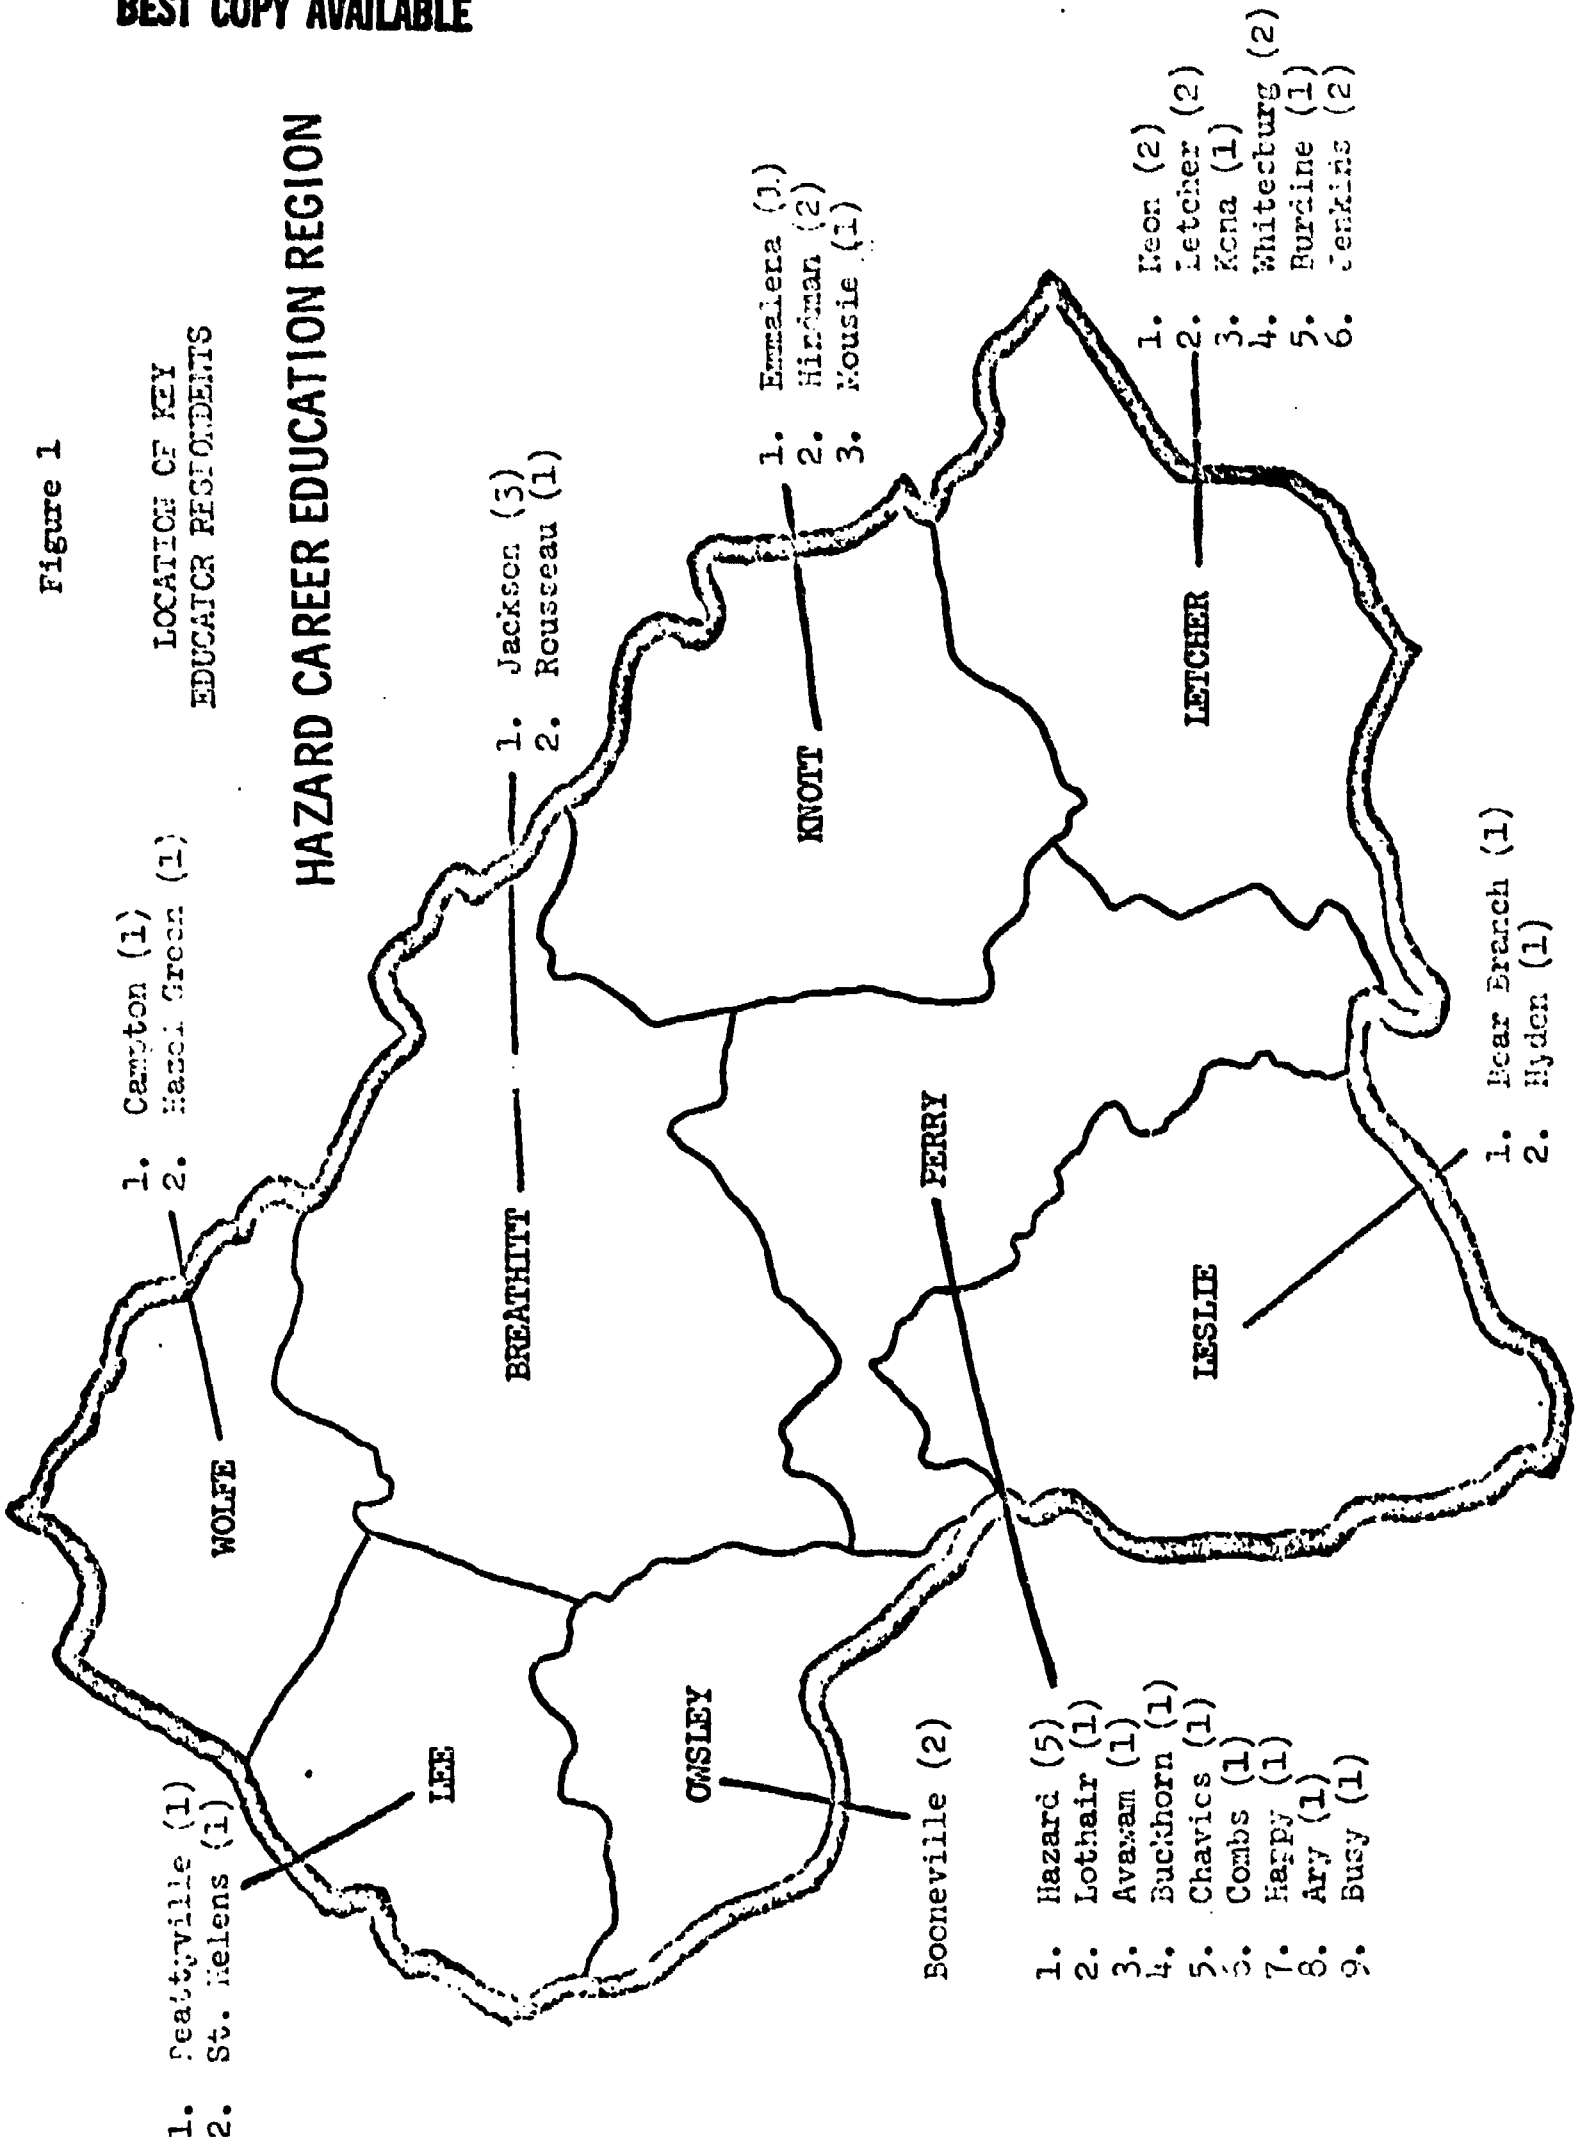 BEST COPY AVAILABLE
Figure 1
LOCATION OF KEY
EDUCATOR RESPONDENTS
HAZARD CAREER EDUCATION REGION
1. Campton (1)
2. Hazel Green (1)
1. Jackson (3)
2. Rousseau (1)
1. Emmalena (1)
2. Hindman (2)
3. Mousie (1)
1. Neon (2)
2. Letcher (2)
3. Kona (1)
4. Whitesburg (2)
5. Burdine (1)
6. Jenkins (2)
1. Bear Branch (1)
2. Hyden (1)
1. Beattyville (1)
2. St. Helens (1)
Booneville (2)
1. Hazard (5)
2. Lothair (1)
3. Avawam (1)
4. Buckhorn (1)
5. Chavies (1)
6. Combs (1)
7. Happy (1)
8. Ary (1)
9. Busy (1)
WOLFE
BREATHITT
KNOTT
LETCHER
PERRY
LESLIE
LEE
OWSLEY